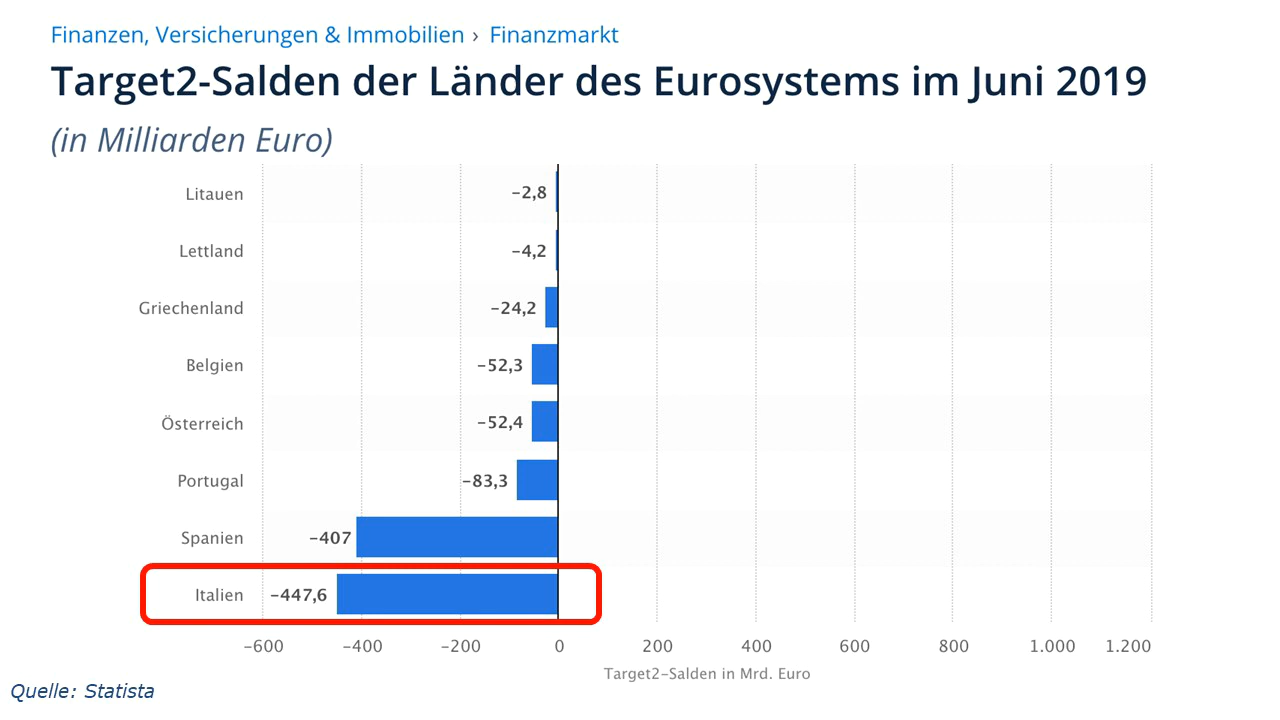 Finanzen, Versicherungen & Immobilien › Finanzmarkt
Target2-Salden der Länder des Eurosystems im Juni 2019
(in Milliarden Euro)
Litauen −2,8
Lettland −4,2
Griechenland −24,2
Belgien −52,3
Österreich −52,4
Portugal −83,3
Spanien −407
Italien −447,6
−600 −400 −200 0 200 400 600 800 1.000 1.200
Target2−Salden in Mrd. Euro
Quelle: Statista